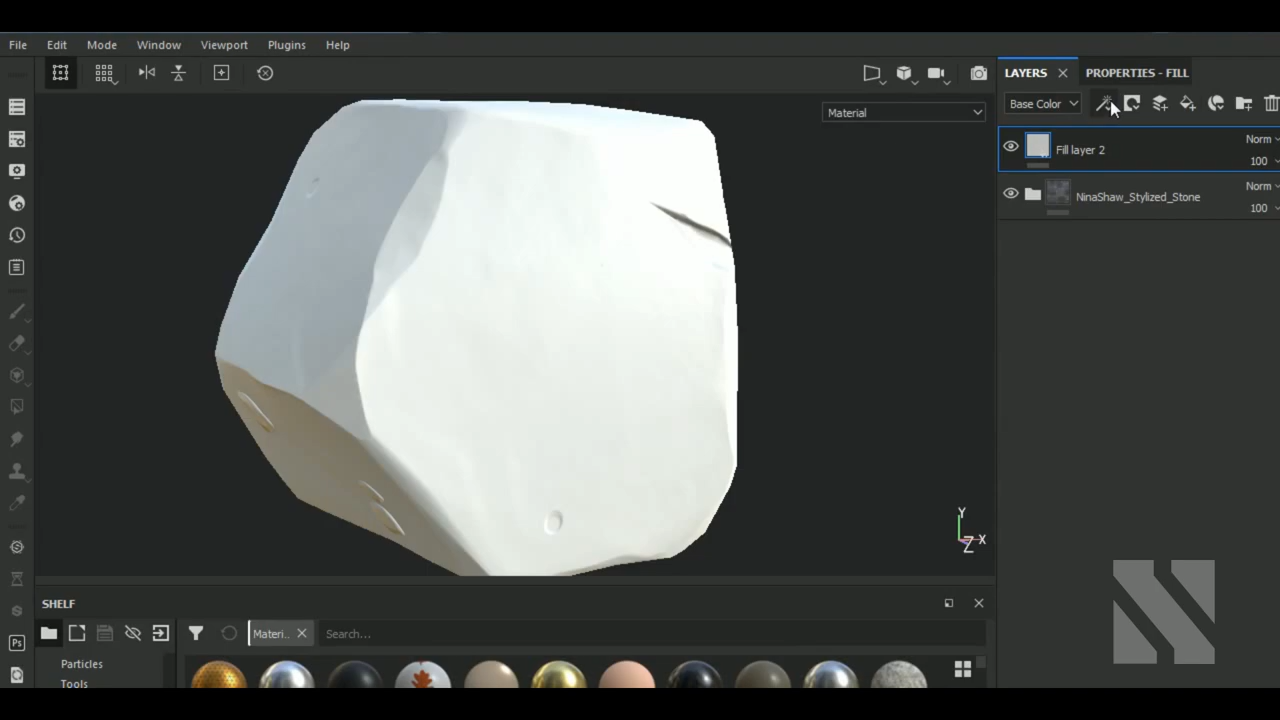 File Edit Mode Window Viewport Plugins Help
LAYERS PROPERTIES - FILL
Base Color
Material
Fill layer 2 Norm
100
NinaShaw_Stylized_Stone Norm
100
Y
X
Z
SHELF
Materi.. Search...
Ps
Particles
Tools